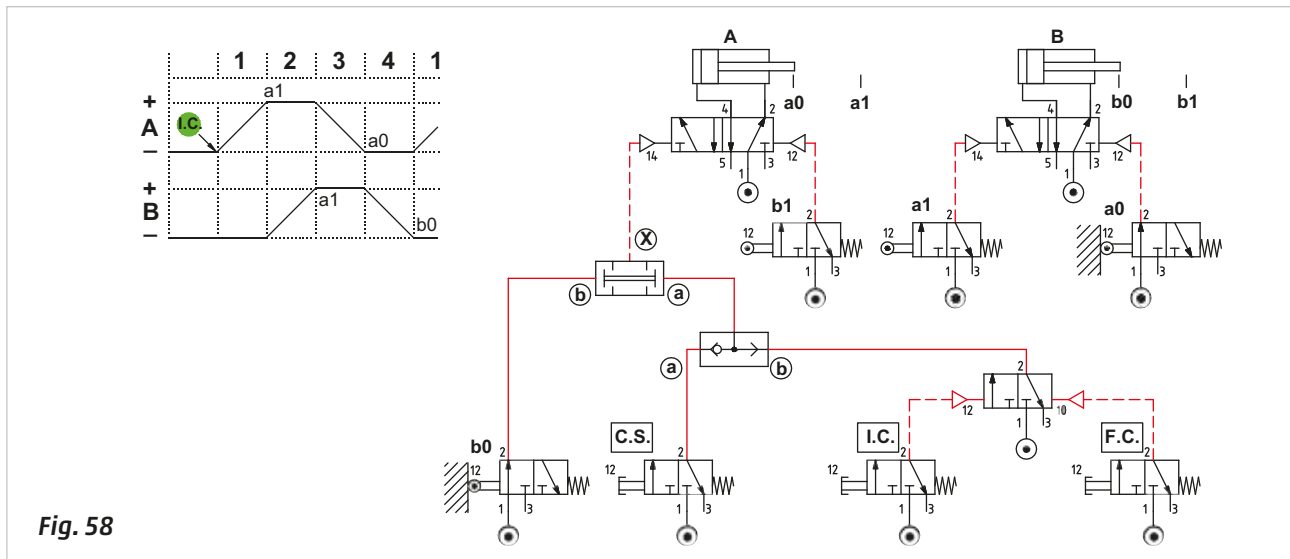 1 2 3 4 1
+
A
−
I.C.
a1
a0
+
B
−
a1
b0
A
a0 a1
4 2
14 5 1 3 12
B
b0 b1
4 2
14 5 1 3 12
b1
12 2 1 3
a1
12 2 1 3
a0
12 2 1 3
X
b a
a b
2
12 1 3 10
b0
12 2 1 3
C.S.
12 2 1 3
I.C.
12 2 1 3
F.C.
12 2 1 3
Fig. 58